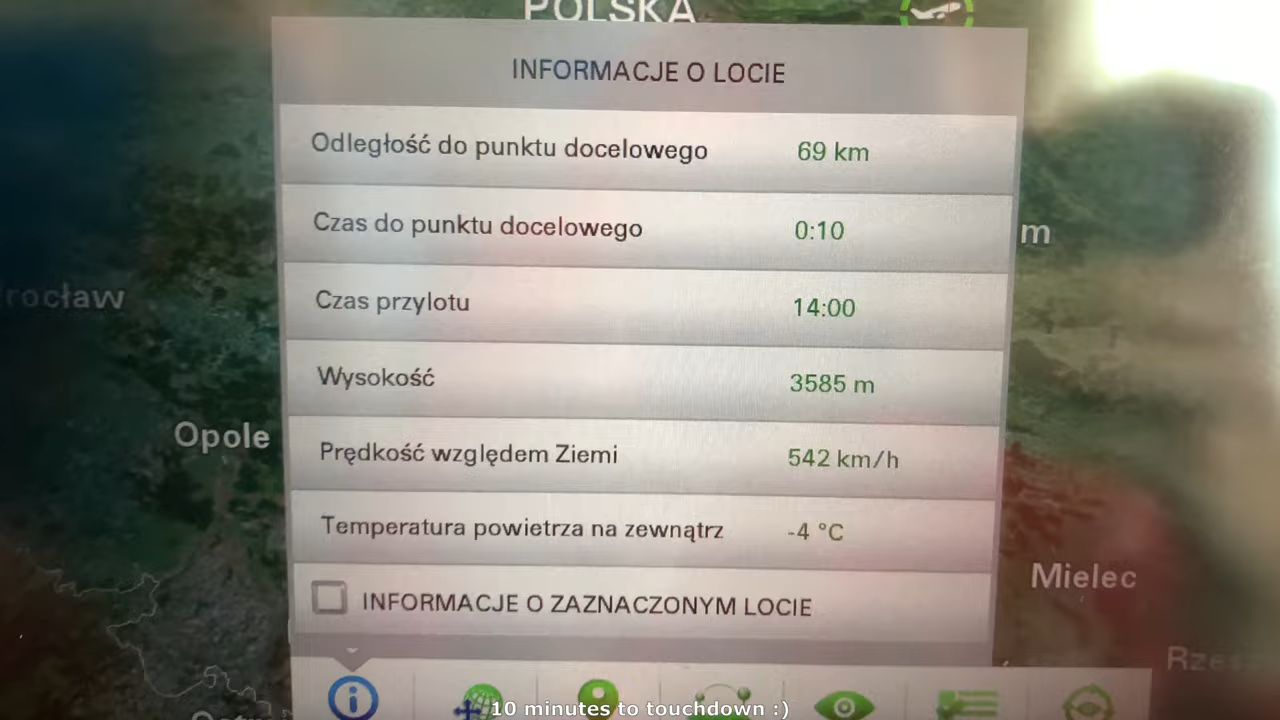 POLSKA
INFORMACJE O LOCIE
Odległość do punktu docelowego 69 km
Czas do punktu docelowego 0:10
m
Czas przylotu 14:00
rocław
Wysokość 3585 m
Opole
Prędkość względem Ziemi 542 km/h
Temperatura powietrza na zewnątrz -4 °C
Mielec
INFORMACJE O ZAZNACZONYM LOCIE
10 minutes to touchdown :)